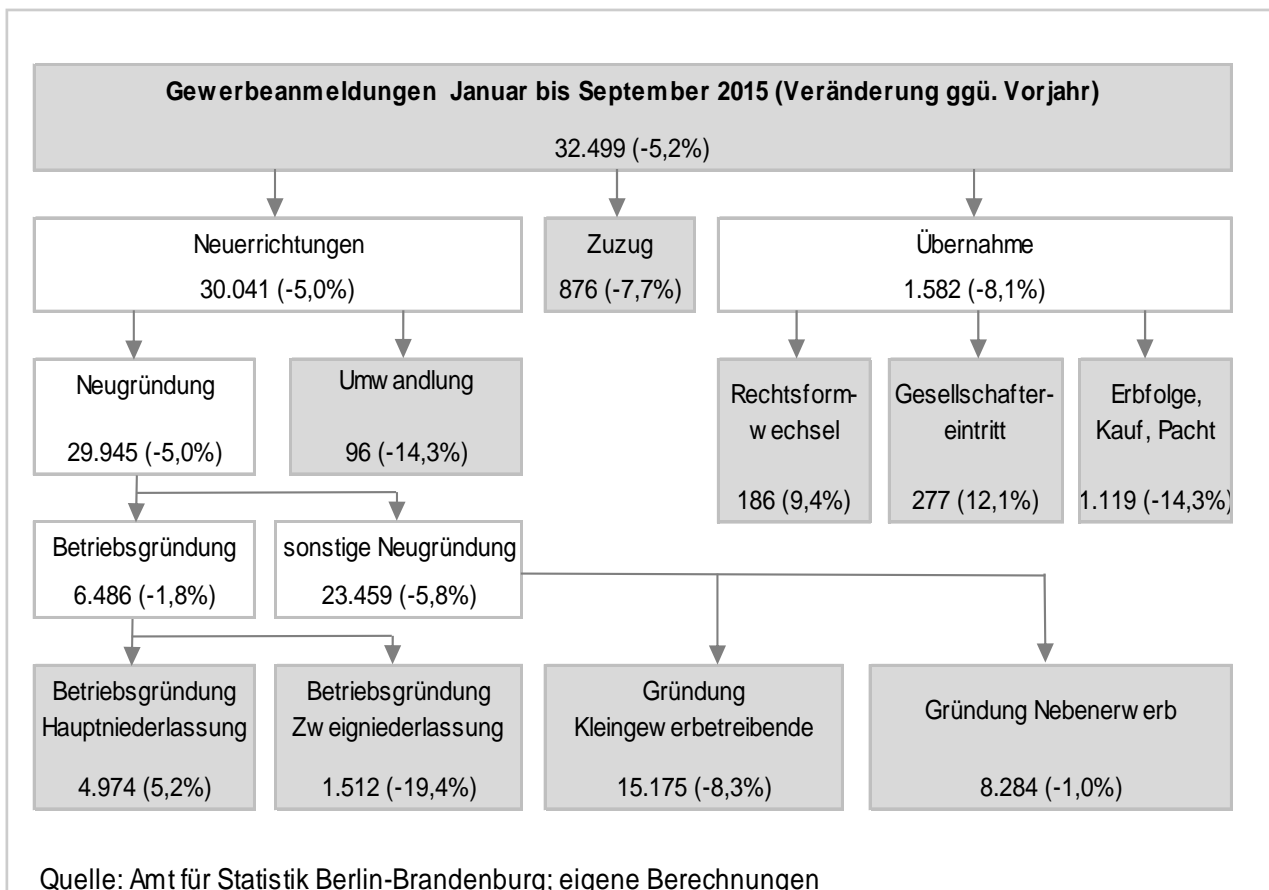 Gewerbeanmeldungen Januar bis September 2015 (Veränderung ggü. Vorjahr)
32.499 (-5,2%)
Neuerrichtungen
30.041 (-5,0%)
Zuzug
876 (-7,7%)
Übernahme
1.582 (-8,1%)
Neugründung
29.945 (-5,0%)
Umwandlung
96 (-14,3%)
Rechtsform-
wechsel
186 (9,4%)
Gesellschafter-
eintritt
277 (12,1%)
Erbfolge,
Kauf, Pacht
1.119 (-14,3%)
Betriebsgründung
6.486 (-1,8%)
sonstige Neugründung
23.459 (-5,8%)
Betriebsgründung
Hauptniederlassung
4.974 (5,2%)
Betriebsgründung
Zweigniederlassung
1.512 (-19,4%)
Gründung
Kleingewerbetreibende
15.175 (-8,3%)
Gründung Nebenerwerb
8.284 (-1,0%)
Quelle: Amt für Statistik Berlin-Brandenburg; eigene Berechnungen